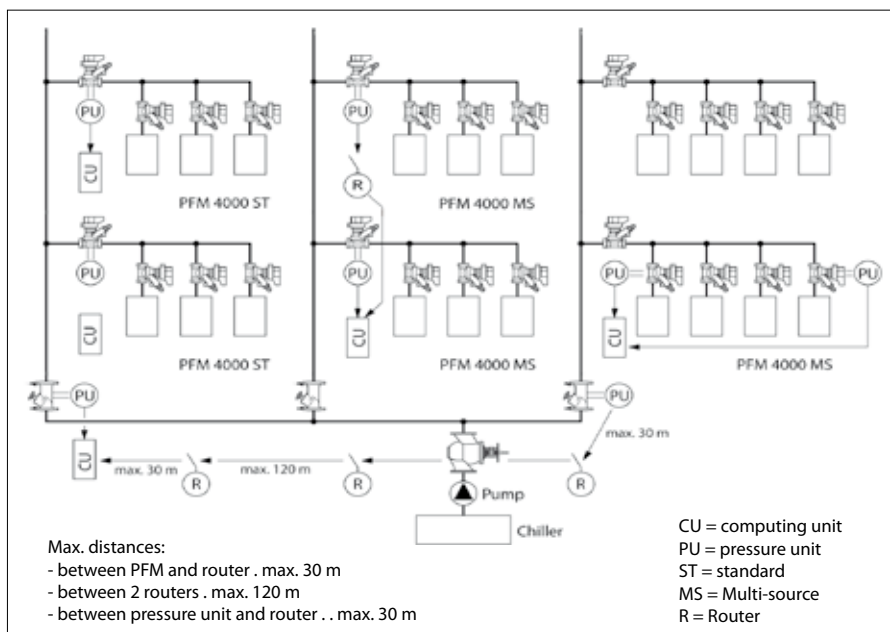 PU
PU
CU
R
PFM 4000 ST
PFM 4000 MS
PU
PU
PU
PU
CU
CU
CU
PFM 4000 ST
PFM 4000 MS
PFM 4000 MS
PU
PU
max. 30 m
CU
max. 30 m
max. 120 m
R
R
R
Pump
Chiller
Max. distances:
- between PFM and router . max. 30 m
- between 2 routers . max. 120 m
- between pressure unit and router . . max. 30 m
CU = computing unit
PU = pressure unit
ST = standard
MS = Multi-source
R = Router